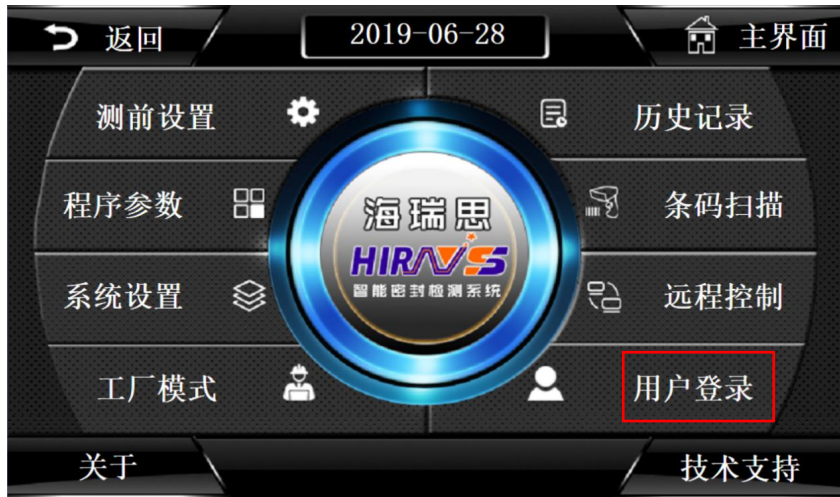 返回
2019-06-28
主界面
测前设置
历史记录
程序参数
条码扫描
海瑞思
HIRAYS
智能密封检测系统
系统设置
远程控制
工厂模式
用户登录
关于
技术支持